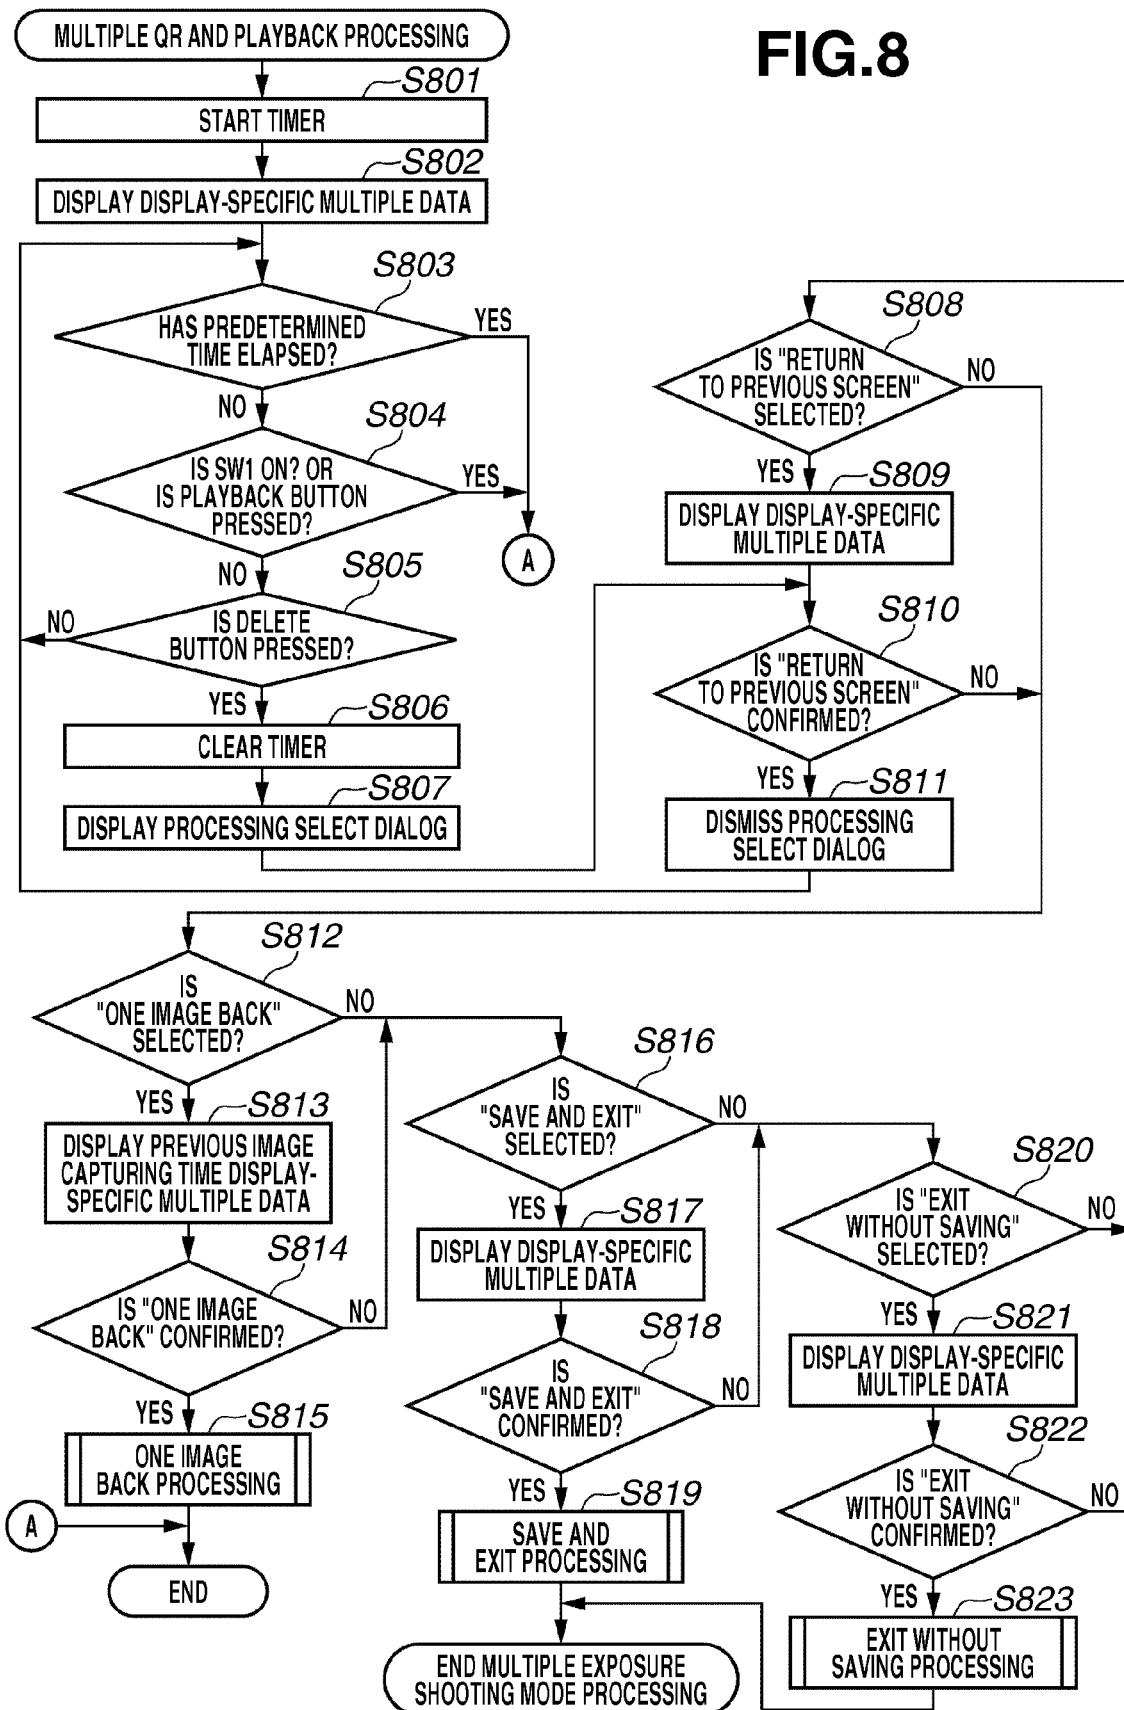 MULTIPLE QR AND PLAYBACK PROCESSING
FIG.8
S801
START TIMER
S802
DISPLAY DISPLAY-SPECIFIC MULTIPLE DATA
S803
HAS PREDETERMINED
TIME ELAPSED?
YES
NO
S804
IS SW1 ON? OR
IS PLAYBACK BUTTON
PRESSED?
YES
A
NO
S805
IS DELETE
BUTTON PRESSED?
NO
YES
S806
CLEAR TIMER
S807
DISPLAY PROCESSING SELECT DIALOG
S808
IS "RETURN
TO PREVIOUS SCREEN"
SELECTED?
NO
YES
S809
DISPLAY DISPLAY-SPECIFIC
MULTIPLE DATA
S810
IS "RETURN
TO PREVIOUS SCREEN"
CONFIRMED?
NO
YES
S811
DISMISS PROCESSING
SELECT DIALOG
S812
IS
"ONE IMAGE BACK"
SELECTED?
NO
YES
S813
DISPLAY PREVIOUS IMAGE
CAPTURING TIME DISPLAY-
SPECIFIC MULTIPLE DATA
S814
IS "ONE IMAGE
BACK" CONFIRMED?
NO
YES
S815
ONE IMAGE
BACK PROCESSING
A
END
S816
IS
"SAVE AND EXIT"
SELECTED?
NO
YES
S817
DISPLAY DISPLAY-SPECIFIC
MULTIPLE DATA
S818
IS
"SAVE AND EXIT"
CONFIRMED?
NO
YES
S819
SAVE AND
EXIT PROCESSING
END MULTIPLE EXPOSURE
SHOOTING MODE PROCESSING
S820
IS "EXIT
WITHOUT SAVING"
SELECTED?
NO
YES
S821
DISPLAY DISPLAY-SPECIFIC
MULTIPLE DATA
S822
IS "EXIT
WITHOUT SAVING"
CONFIRMED?
NO
YES
S823
EXIT WITHOUT
SAVING PROCESSING